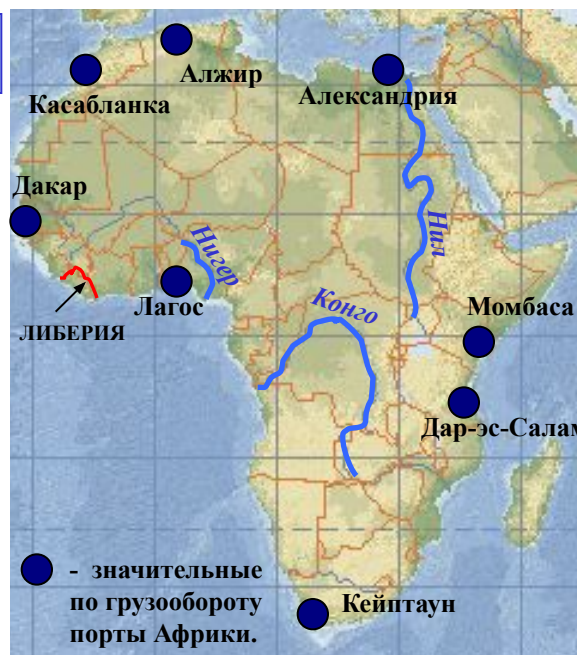 Алжир
Касабланка
Александрия
Дакар
Нигер
Нил
Лагос
ЛИБЕРИЯ
Конго
Момбаса
Дар-эс-Салам
- значительные
по грузообороту
порты Африки.
Кейптаун